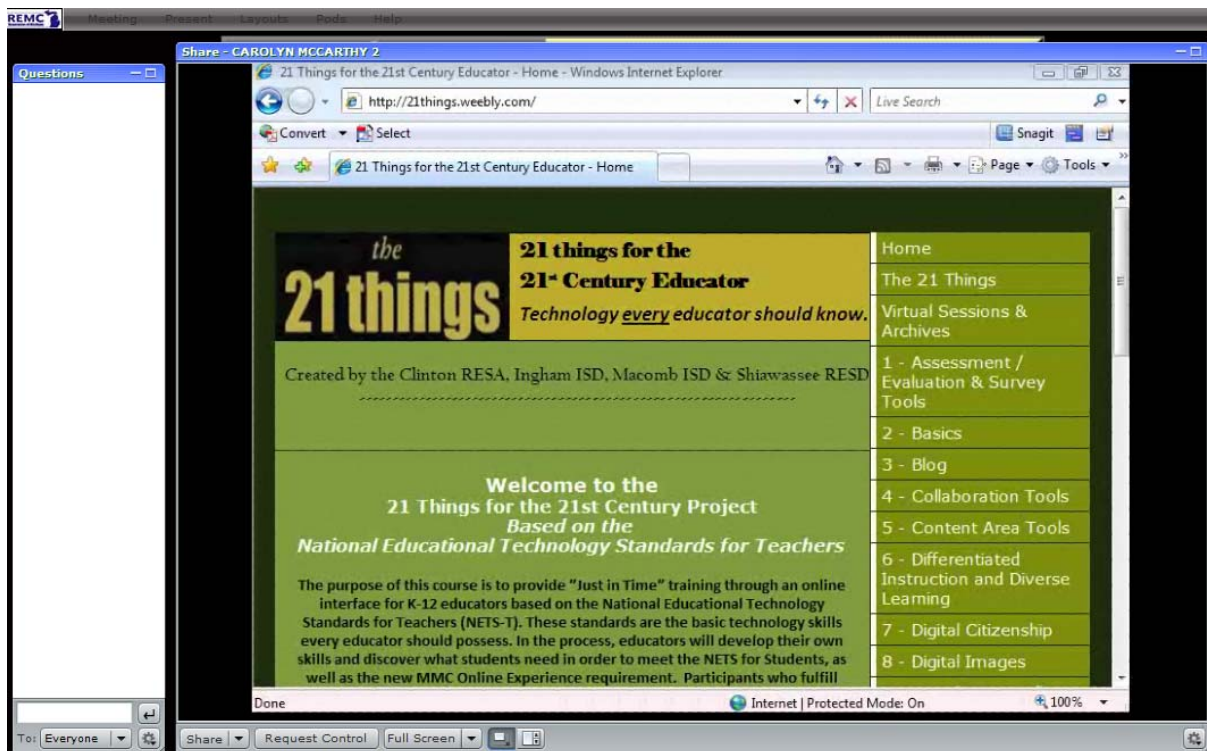 REMC
Meeting Present Layouts Pods Help
Share - CAROLYN MCCARTHY 2
Questions
21 Things for the 21st Century Educator - Home - Windows Internet Explorer
http://21things.weebly.com/
Live Search
Convert Select
Snagit
21 Things for the 21st Century Educator - Home
Page Tools
the
21 things
21 things for the
21st Century Educator
Technology every educator should know.
Created by the Clinton RESA, Ingham ISD, Macomb ISD & Shiawassee RESD
~~~~~~~~~~~~~~~~~~~~~~~~~~~~~~~~~~~~~~~~
Welcome to the
21 Things for the 21st Century Project
Based on the
National Educational Technology Standards for Teachers
The purpose of this course is to provide "Just in Time" training through an online
interface for K-12 educators based on the National Educational Technology
Standards for Teachers (NETS-T). These standards are the basic technology skills
every educator should possess. In the process, educators will develop their own
skills and discover what students need in order to meet the NETS for Students, as
well as the new MMC Online Experience requirement. Participants who fulfill
Home
The 21 Things
Virtual Sessions &
Archives
1 - Assessment /
Evaluation & Survey
Tools
2 - Basics
3 - Blog
4 - Collaboration Tools
5 - Content Area Tools
6 - Differentiated
Instruction and Diverse
Learning
7 - Digital Citizenship
8 - Digital Images
Done
Internet | Protected Mode: On
100%
To: Everyone
Share
Request Control
Full Screen